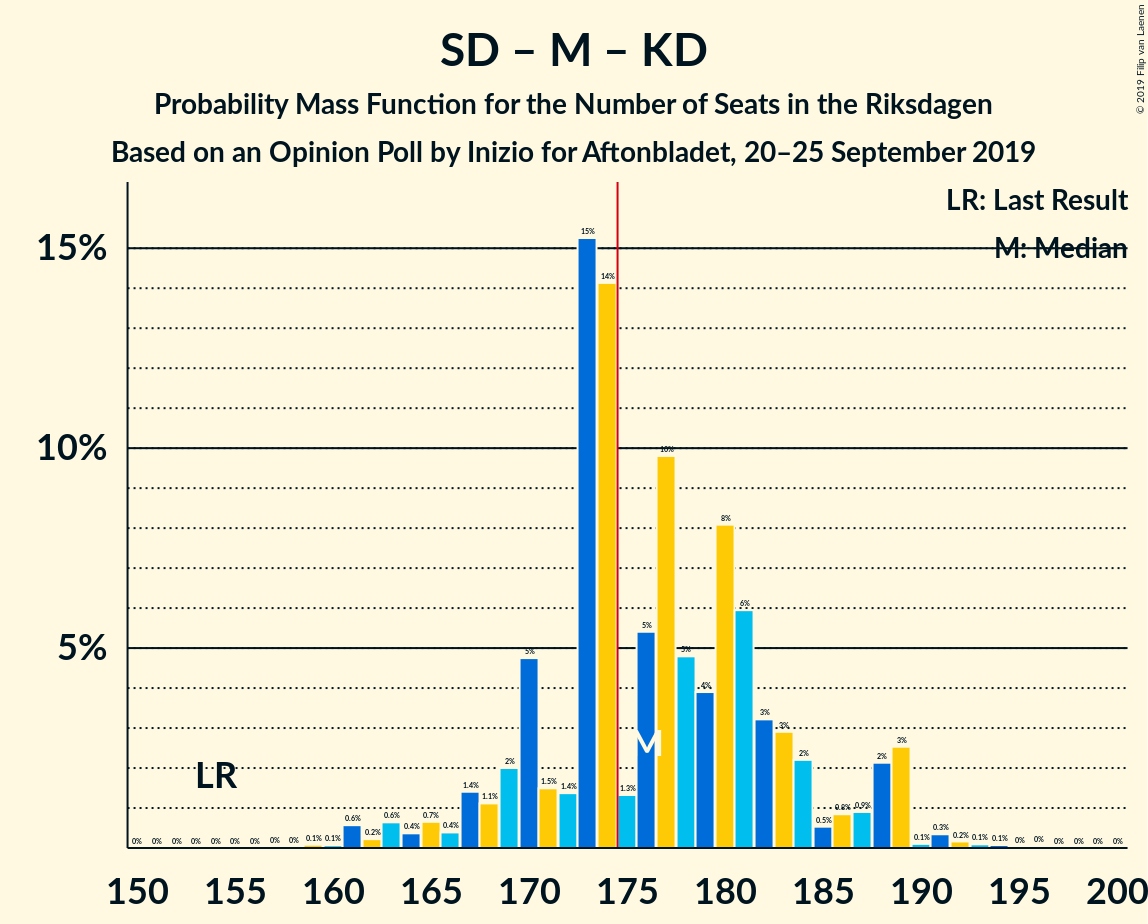 SD – M – KD
Probability Mass Function for the Number of Seats in the Riksdagen
Based on an Opinion Poll by Inizio for Aftonbladet, 20–25 September 2019
© 2019 Filip van Laenen
LR: Last Result
M: Median
15%
10%
5%
0% 0% 0% 0% 0% 0% 0% 0% 0% 0.1% 0.1% 0.6% 0.2% 0.6% 0.4% 0.7% 0.4% 1.4% 1.1% 2% 5% 1.5% 1.4% 15% 14% 1.3% 5% 10% 5% 4% 8% 6% 3% 3% 2% 0.5% 0.8% 0.9% 2% 3% 0.1% 0.3% 0.2% 0.1% 0.1% 0% 0% 0% 0% 0% 0%
LR
M
150 155 160 165 170 175 180 185 190 195 200